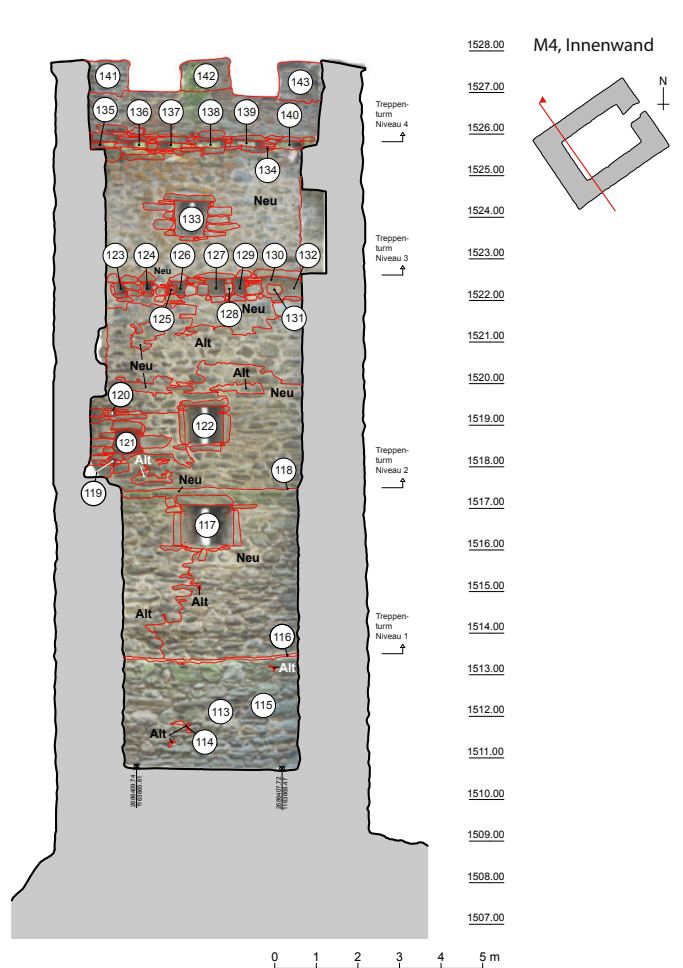 M4, Innenwand
N
1528.00
1527.00
1526.00
1525.00
1524.00
1523.00
1522.00
1521.00
1520.00
1519.00
1518.00
1517.00
1516.00
1515.00
1514.00
1513.00
1512.00
1511.00
1510.00
1509.00
1508.00
1507.00
141
142
143
135
136
137
138
139
140
Treppen-
turm
Niveau 4
134
Neu
133
Treppen-
turm
Niveau 3
123
124
126
127
129
130
132
Neu
125
128
Neu
131
Alt
Neu
Alt
Neu
120
122
121
Alt
118
Treppen-
turm
Niveau 2
119
Neu
117
Neu
Alt
Alt
Treppen-
turm
Niveau 1
116
Alt
113
115
Alt
114
0 1 2 3 4 5 m